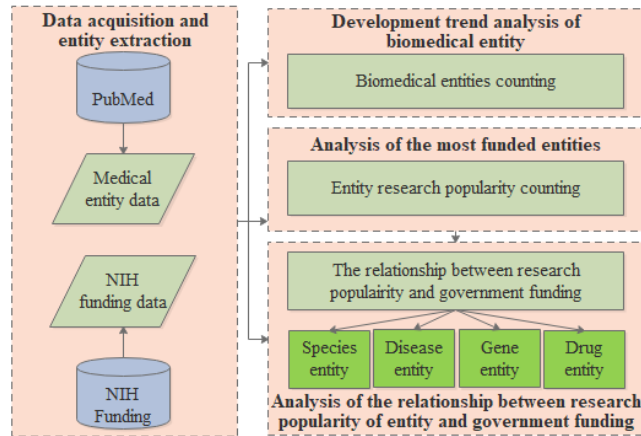 Data acquisition and
entity extraction
PubMed
Medical
entity data
NIH
funding data
NIH
Funding
Development trend analysis of
biomedical entity
Biomedical entities counting
Analysis of the most funded entities
Entity research popularity counting
The relationship between research
populairity and government funding
Species
entity
Disease
entity
Gene
entity
Drug
entity
Analysis of the relationship between research
popularity of entity and government funding